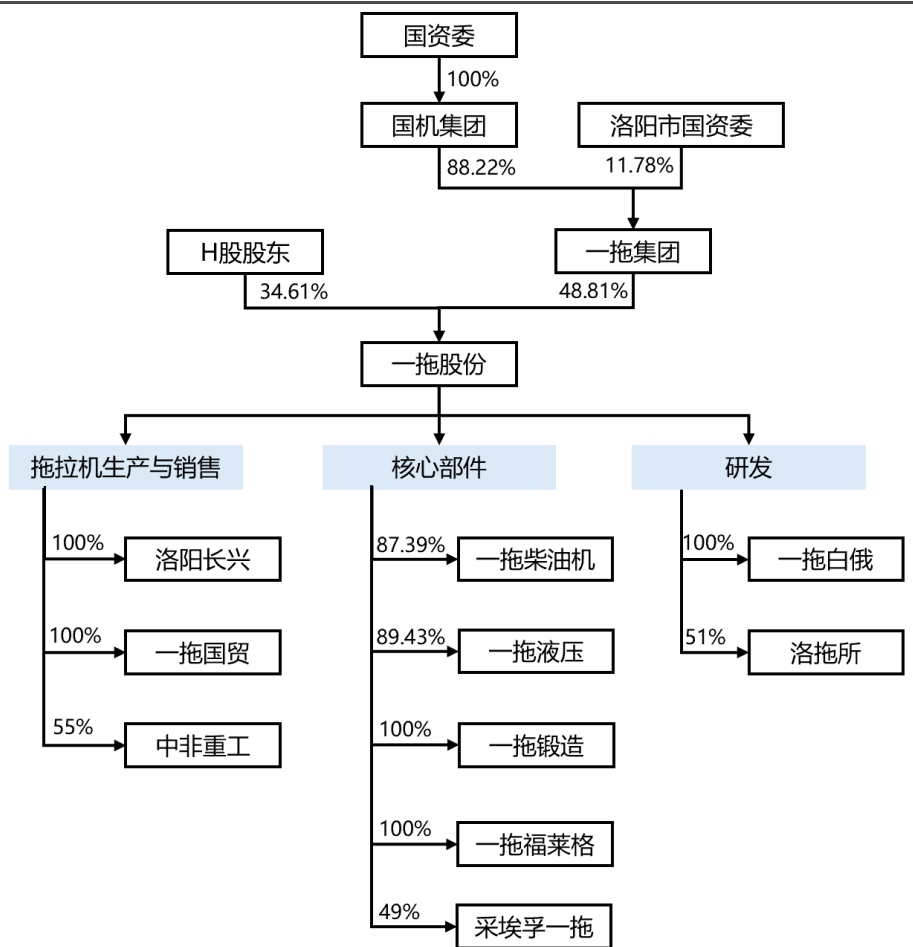 国资委
100%
国机集团
洛阳市国资委
88.22%
11.78%
H股股东
一拖集团
34.61%
48.81%
一拖股份
拖拉机生产与销售
核心部件
研发
100%
洛阳长兴
87.39%
一拖柴油机
100%
一拖白俄
100%
一拖国贸
89.43%
一拖液压
51%
洛拖所
55%
中非重工
100%
一拖锻造
100%
一拖福莱格
49%
采埃孚一拖